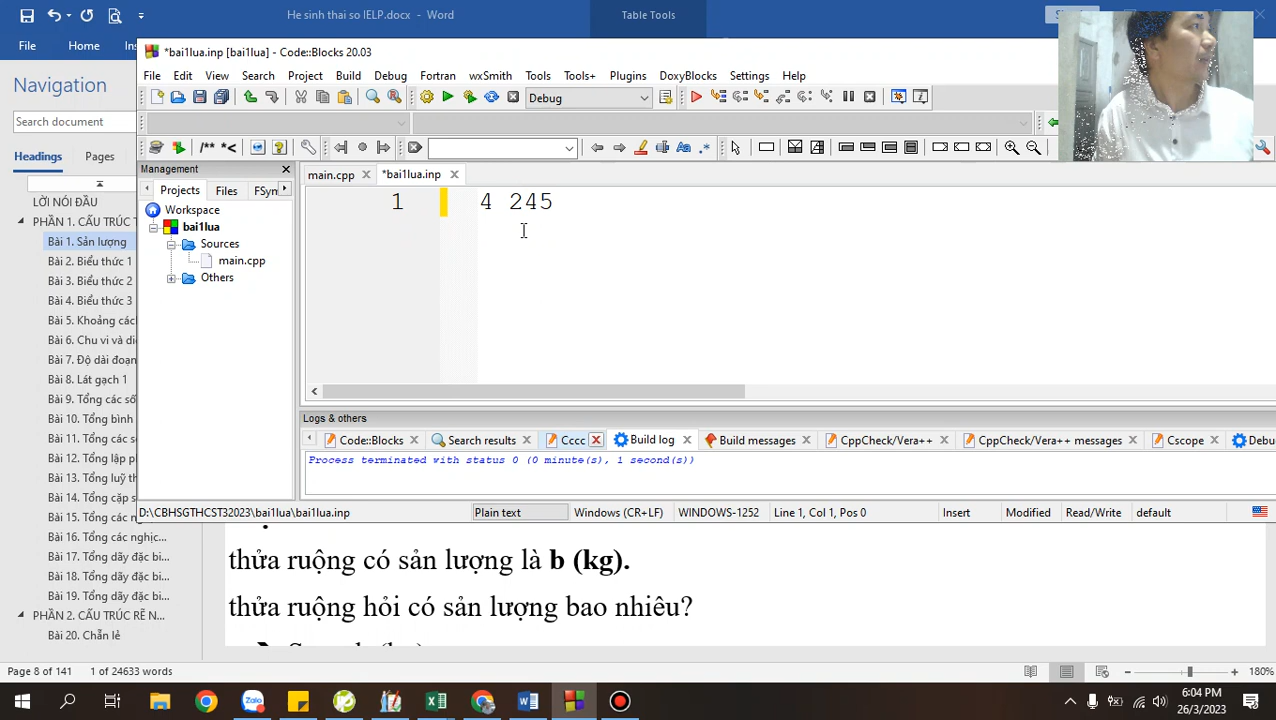 He sinh thai so IELP.docx - Word
Table Tools
File
Home
*bai1lua.inp [bai1lua] - Code::Blocks 20.03
File Edit View Search Project Build Debug Fortran wxSmith Tools Tools+ Plugins DoxyBlocks Settings Help
Debug
/** *<
Navigation
Search document
Headings Pages
LỜI NÓI ĐẦU
PHẦN 1. CẤU TRÚC T
Bài 1. Sản lượng
Bài 2. Biểu thức 1
Bài 3. Biểu thức 2
Bài 4. Biểu thức 3
Bài 5. Khoảng các
Bài 6. Chu vi và di
Bài 7. Độ dài đoạn
Bài 8. Lát gạch 1
Bài 9. Tổng các số
Bài 10. Tổng bình
Bài 11. Tổng các s
Bài 12. Tổng lập ph
Bài 13. Tổng luỹ th
Bài 14. Tổng cặp s
Bài 15. Tổng các n
Bài 16. Tổng các nghịc...
Bài 17. Tổng dãy đặc bi...
Bài 18. Tổng dãy đặc bi...
Bài 19. Tổng dãy đặc bi...
PHẦN 2. CẤU TRÚC RẼ N...
Bài 20. Chẵn lẻ
Management
Projects Files FSyn
Workspace
bai1lua
Sources
main.cpp
Others
main.cpp
*bai1lua.inp
1 4 245
Logs & others
Code::Blocks Search results Cccc Build log Build messages CppCheck/Vera++ CppCheck/Vera++ messages Cscope Debu
Process terminated with status 0 (0 minute(s), 1 second(s))
D:\CBHSGTHCST32023\bai1lua\bai1lua.inp Plain text Windows (CR+LF) WINDOWS-1252 Line 1, Col 1, Pos 0 Insert Modified Read/Write default
thửa ruộng có sản lượng là b (kg).
thửa ruộng hỏi có sản lượng bao nhiêu?
Page 8 of 141 1 of 24633 words
180%
Zalo
6:04 PM
26/3/2023